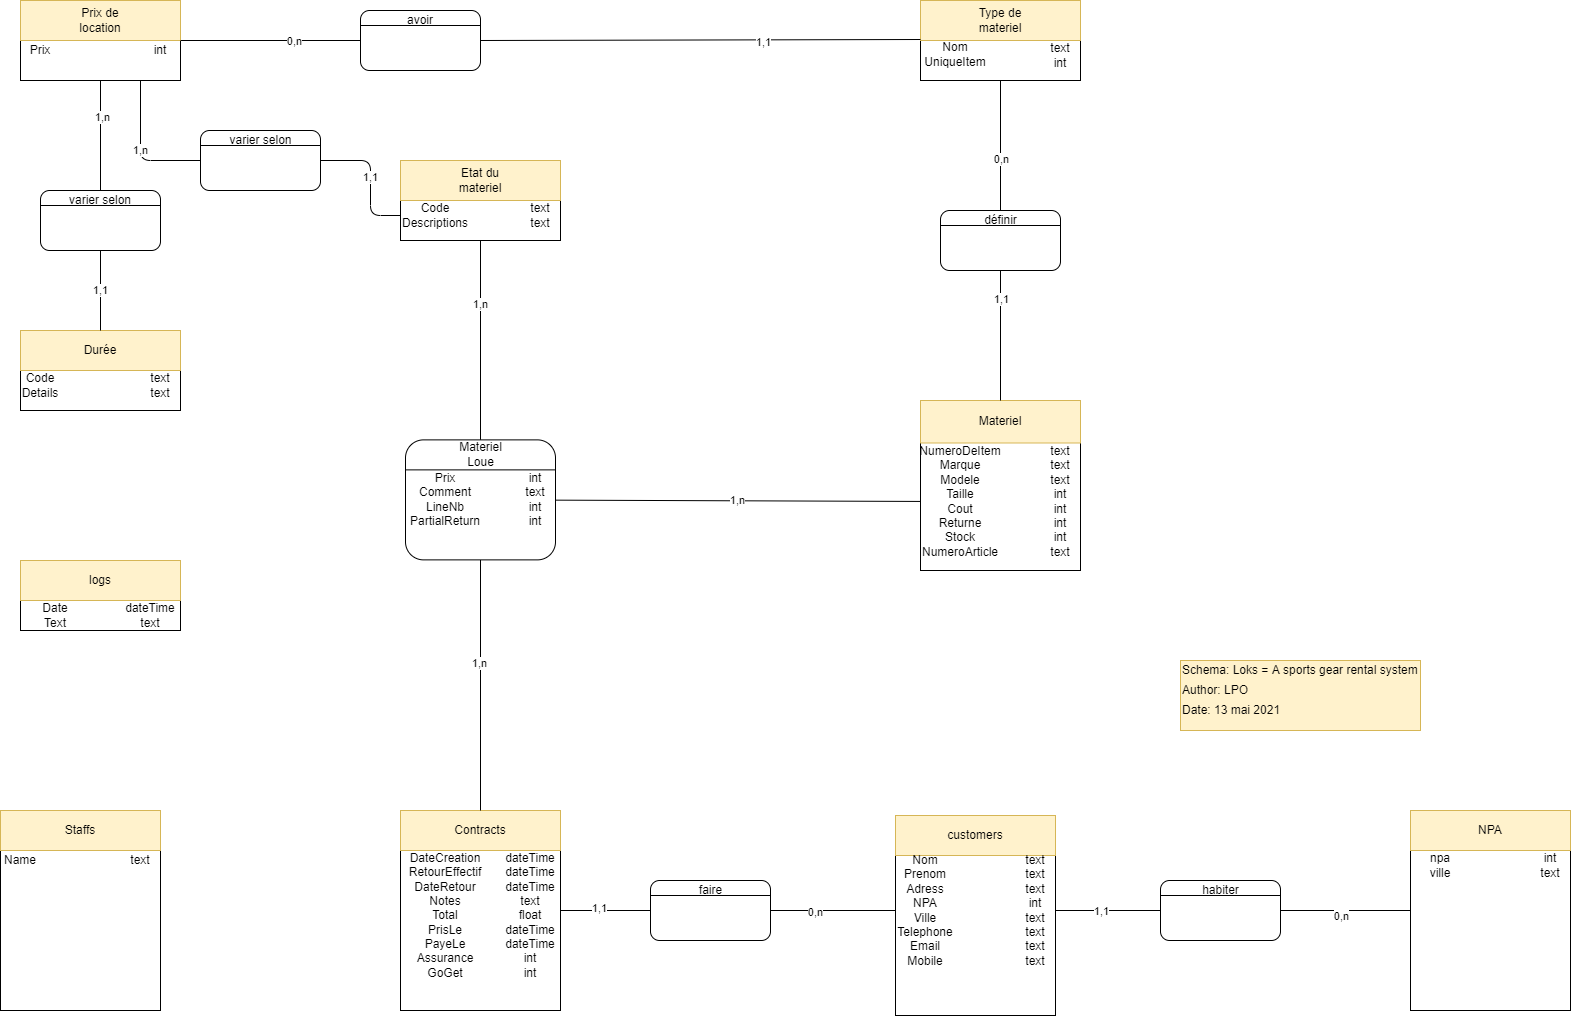 Prix de
location
Prix int
avoir
0,n
1,1
Type de
materiel
Nom text
UniqueItem int
1,n
1,n
varier selon
1,1
Etat du
materiel
Code text
Descriptions text
varier selon
1,1
0,n
définir
1,1
1,n
Durée
Code text
Details text
Materiel
Loue
Prix int
Comment text
LineNb int
PartialReturn int
1,n
Materiel
NumeroDeItem text
Marque text
Modele text
Taille int
Cout int
Returne int
Stock int
NumeroArticle text
logs
Date dateTime
Text text
1,n
Schema: Loks = A sports gear rental system
Author: LPO
Date: 13 mai 2021
Staffs
Name text
Contracts
DateCreation dateTime
RetourEffectif dateTime
DateRetour dateTime
Notes text
Total float
PrisLe dateTime
PayeLe dateTime
Assurance int
GoGet int
1,1
faire
0,n
customers
Nom text
Prenom text
Adress text
NPA int
Ville text
Telephone text
Email text
Mobile text
1,1
habiter
0,n
NPA
npa int
ville text